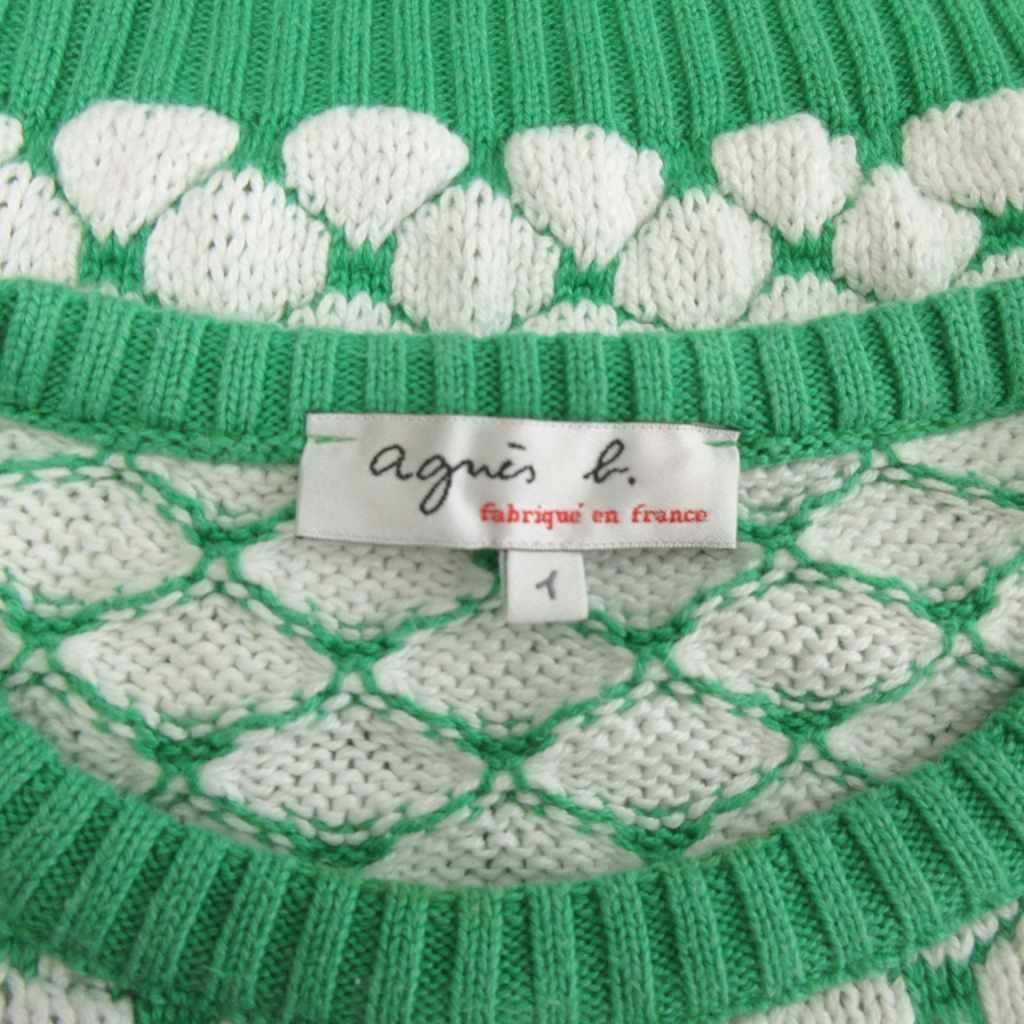 agnès b.
fabriqué en france
1